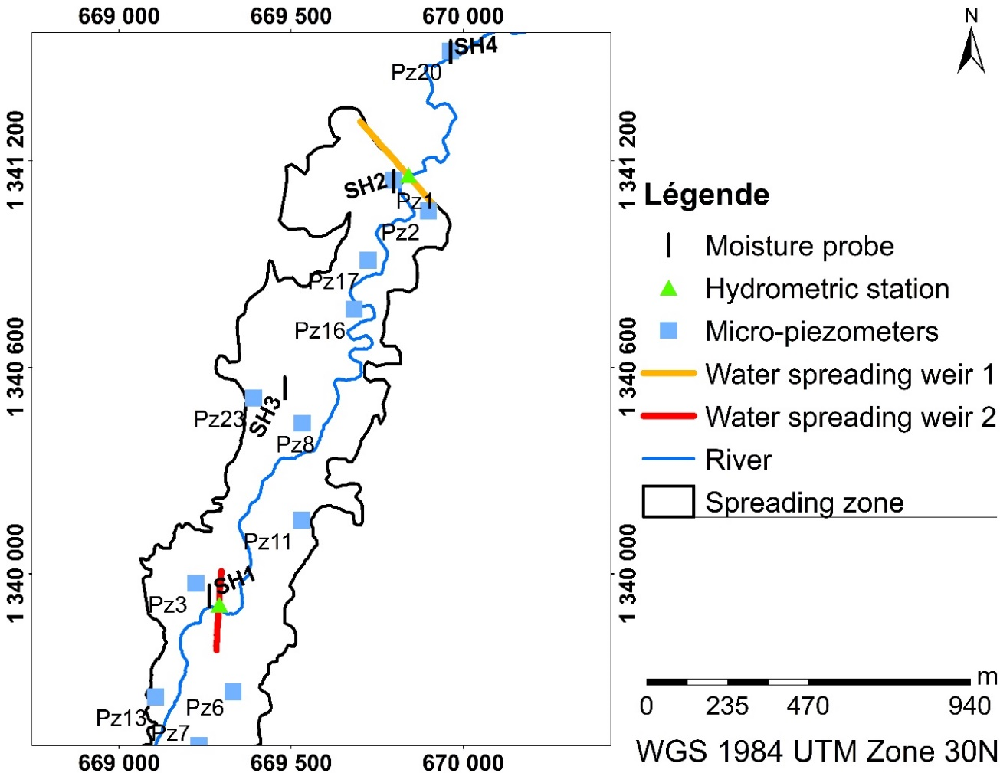 669 000 669 500 670 000
N
SH4
Pz20
1 341 200
1 341 200
SH2
Pz1
Pz2
Pz17
Pz16
1 340 600
1 340 600
Pz23
SH3
Pz8
Pz11
1 340 000
1 340 000
SH1
Pz3
Pz6
Pz13
Pz7
669 000 669 500 670 000
Légende
Moisture probe
Hydrometric station
Micro-piezometers
Water spreading weir 1
Water spreading weir 2
River
Spreading zone
m
0 235 470 940
WGS 1984 UTM Zone 30N